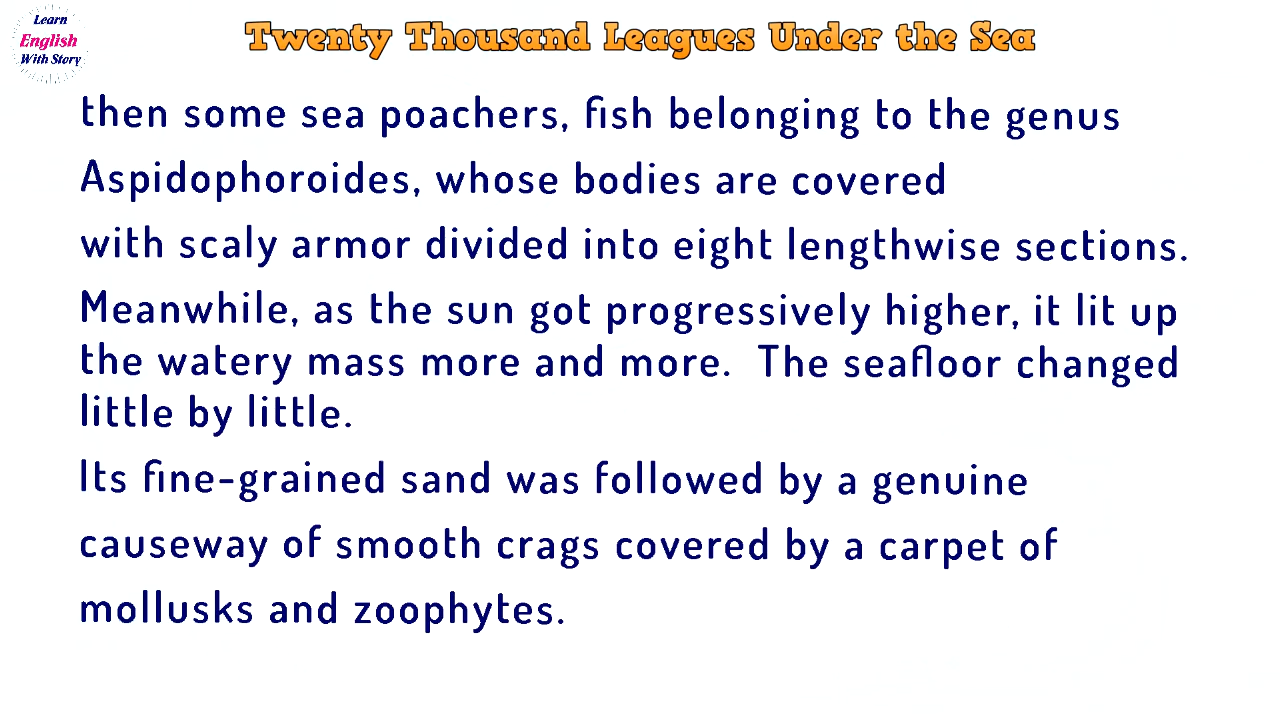 Learn
English
With Story
Twenty Thousand Leagues Under the Sea
then some sea poachers, fish belonging to the genus
Aspidophoroides, whose bodies are covered
with scaly armor divided into eight lengthwise sections.
Meanwhile, as the sun got progressively higher, it lit up
the watery mass more and more.  The seafloor changed
little by little.
Its fine-grained sand was followed by a genuine
causeway of smooth crags covered by a carpet of
mollusks and zoophytes.